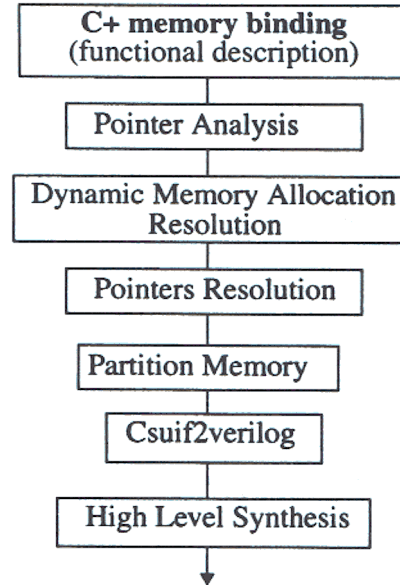 C+ memory binding
(functional description)
Pointer Analysis
Dynamic Memory Allocation
Resolution
Pointers Resolution
Partition Memory
Csuif2verilog
High Level Synthesis